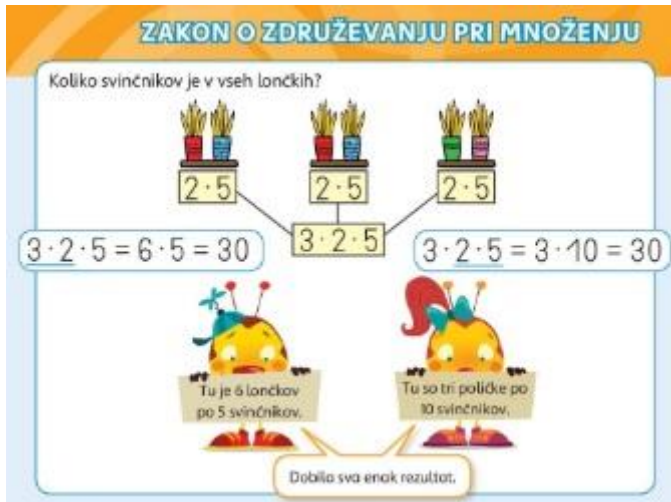 ZAKON O ZDRUŽEVANJU PRI MNOŽENJU
Koliko svinčnikov je v vseh lončkih?
2 · 5
2 · 5
2 · 5
3 · 2 · 5
3 · 2 · 5 = 6 · 5 = 30
3 · 2 · 5 = 3 · 10 = 30
Tu je 6 lončkov
po 5 svinčnikov.
Tu so tri poličke po
10 svinčnikov.
Dobila sva enak rezultat.